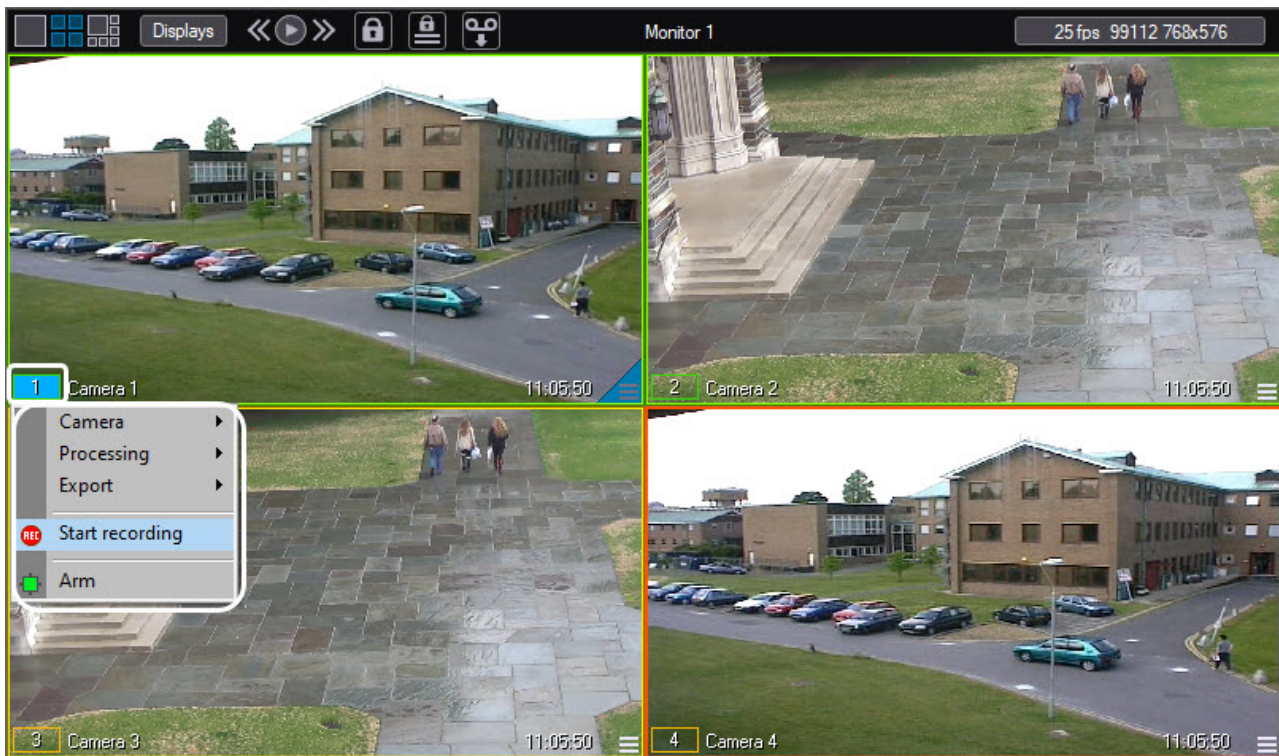 Displays
Monitor 1
25 fps 99112 768x576
1 Camera 1 11:05:50
2 Camera 2 11:05:50
Camera
Processing
Export
REC Start recording
Arm
3 Camera 3 11:05:50
4 Camera 4 11:05:50